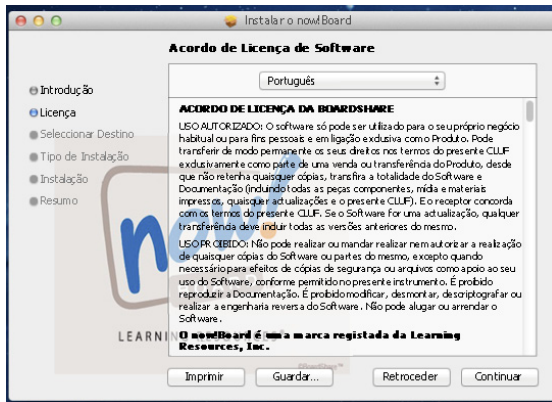 Instalar o now!Board
Acordo de Licença de Software
Introdução
Licença
Seleccionar Destino
Tipo de Instalação
Instalação
Resumo
Português
ACORDO DE LICENÇA DA BOARDSHARE
USO AUTORIZADO: O software só pode ser utilizado para o seu próprio negócio
habitual ou para fins pessoais e em ligação exclusiva com o Produto. Pode
transferir de modo permanente os seus direitos nos termos do presente CLUF
exclusivamente como parte de uma venda ou transferência do Produto, desde
que não retenha quaisquer cópias, transfira a totalidade do Software e
Documentação (incluindo todas as peças componentes, mídia e materiais
impressos, quaisquer actualizações e o presente CLUF). E o receptor concorda
com os termos do presente CLUF. Se o Software for uma actualização, qualquer
transferência deve incluir todas as versões anteriores do mesmo.
USO PROIBIDO: Não pode realizar ou mandar realizar nem autorizar a realização
de quaisquer cópias do Software ou partes do mesmo, excepto quando
necessário para efeitos de cópias de segurança ou arquivos como apoio ao seu
uso do Software, conforme permitido no presente instrumento. É proibido
reproduzir a Documentação. É proibido modificar, desmontar, descriptografar ou
realizar a engenharia reversa do Software. Não pode alugar ou arrendar o
Software.
O now!Board é uma marca registada da Learning
Resources, Inc.
now!
LEARNIN
Imprimir
Guardar...
Retroceder
Continuar